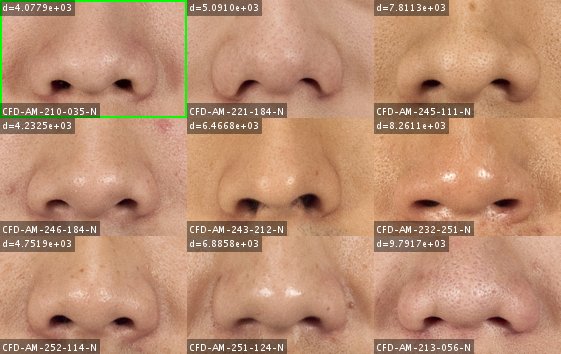 d=4.0779e+03
d=5.0910e+03
d=7.8113e+03
CFD-AM-210-035-N
CFD-AM-221-184-N
CFD-AM-245-111-N
d=4.2325e+03
d=6.4668e+03
d=8.2611e+03
CFD-AM-246-184-N
CFD-AM-243-212-N
CFD-AM-232-251-N
d=4.7519e+03
d=6.8858e+03
d=9.7917e+03
CFD-AM-252-114-N
CFD-AM-251-124-N
CFD-AM-213-056-N